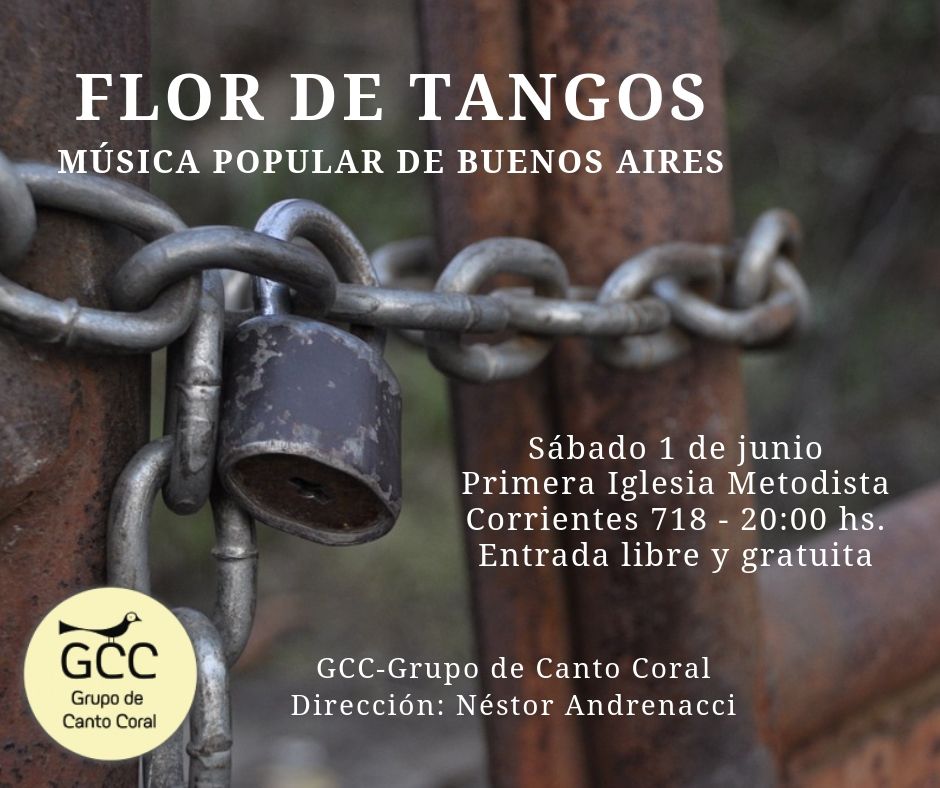 FLOR DE TANGOS
MÚSICA POPULAR DE BUENOS AIRES
Sábado 1 de junio
Primera Iglesia Metodista
Corrientes 718 - 20:00 hs.
Entrada libre y gratuita
GCC
Grupo de
Canto Coral
GCC-Grupo de Canto Coral
Dirección: Néstor Andrenacci